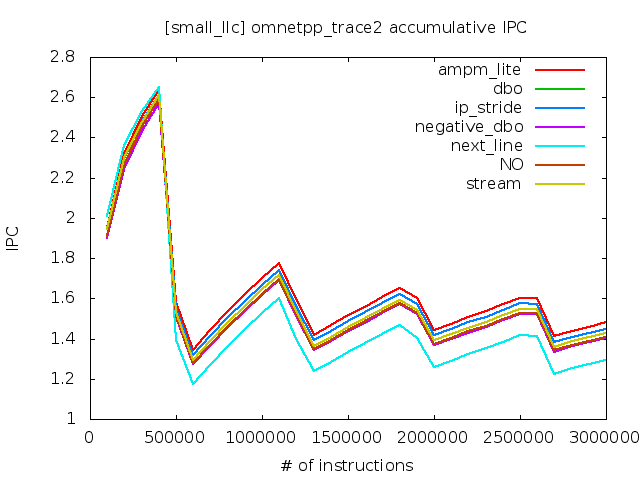 [small_llc] omnetpp_trace2 accumulative IPC
2.8
2.6
2.4
2.2
2
1.8
1.6
1.4
1.2
1
IPC
ampm_lite
dbo
ip_stride
negative_dbo
next_line
NO
stream
0 500000 1000000 1500000 2000000 2500000 3000000
# of instructions